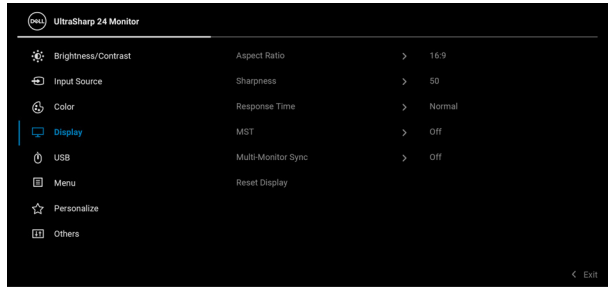 DELL UltraSharp 24 Monitor
Brightness/Contrast Aspect Ratio > 16:9
Input Source Sharpness > 50
Color Response Time > Normal
Display MST > Off
USB Multi-Monitor Sync > Off
Menu Reset Display
Personalize
Others
< Exit